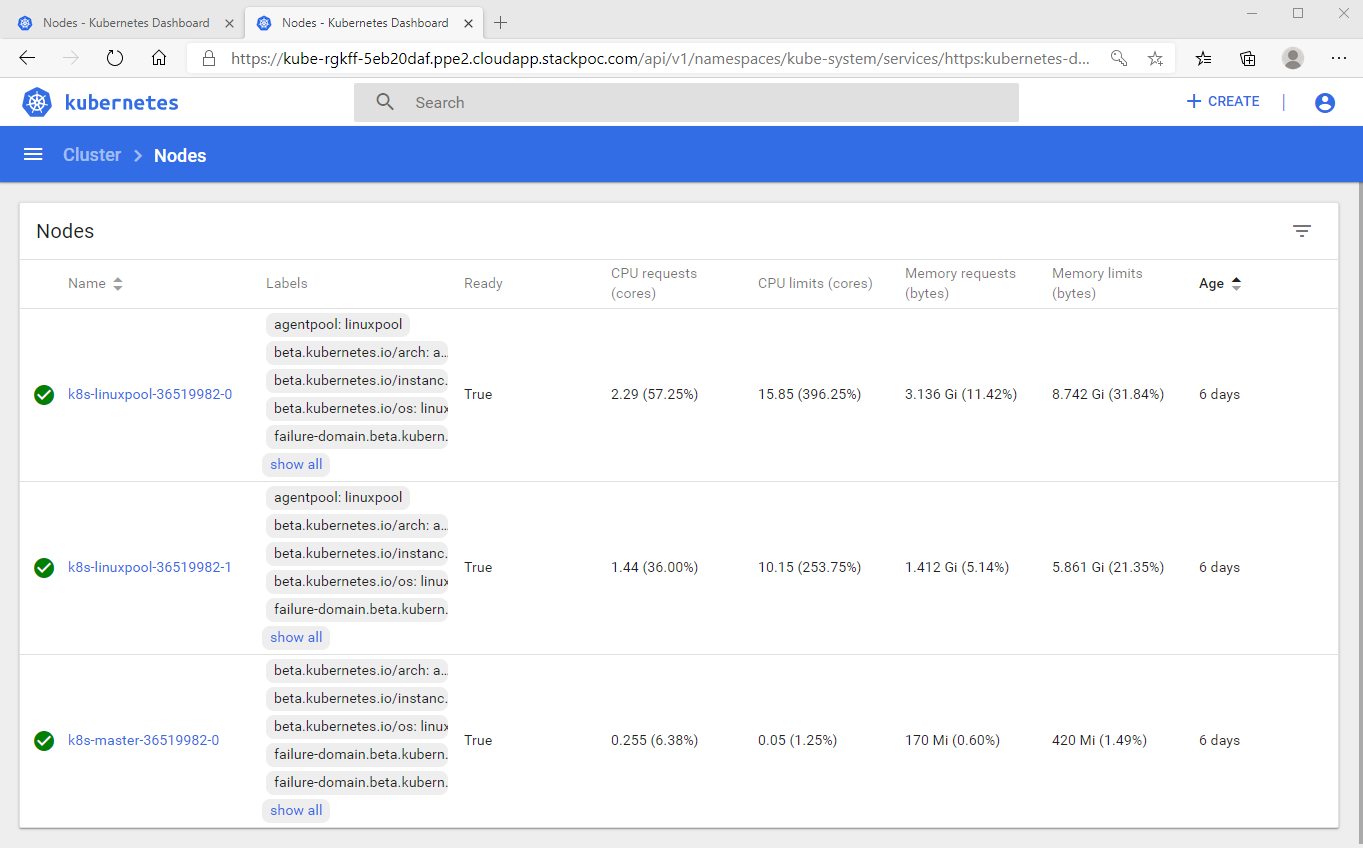 Nodes - Kubernetes Dashboard
Nodes - Kubernetes Dashboard
https://kube-rgkff-5eb20daf.ppe2.cloudapp.stackpoc.com/api/v1/namespaces/kube-system/services/https:kubernetes-d...
kubernetes
Search
CREATE
Cluster
Nodes
Nodes
Name
Labels
Ready
CPU requests
(cores)
CPU limits (cores)
Memory requests
(bytes)
Memory limits
(bytes)
Age
k8s-linuxpool-36519982-0
agentpool: linuxpool
beta.kubernetes.io/arch: a...
beta.kubernetes.io/instanc.
beta.kubernetes.io/os: linux
failure-domain.beta.kubern.
show all
True
2.29 (57.25%)
15.85 (396.25%)
3.136 Gi (11.42%)
8.742 Gi (31.84%)
6 days
k8s-linuxpool-36519982-1
agentpool: linuxpool
beta.kubernetes.io/arch: a...
beta.kubernetes.io/instanc.
beta.kubernetes.io/os: linux
failure-domain.beta.kubern.
show all
True
1.44 (36.00%)
10.15 (253.75%)
1.412 Gi (5.14%)
5.861 Gi (21.35%)
6 days
k8s-master-36519982-0
beta.kubernetes.io/arch: a...
beta.kubernetes.io/instanc.
beta.kubernetes.io/os: linux
failure-domain.beta.kubern.
failure-domain.beta.kubern.
show all
True
0.255 (6.38%)
0.05 (1.25%)
170 Mi (0.60%)
420 Mi (1.49%)
6 days